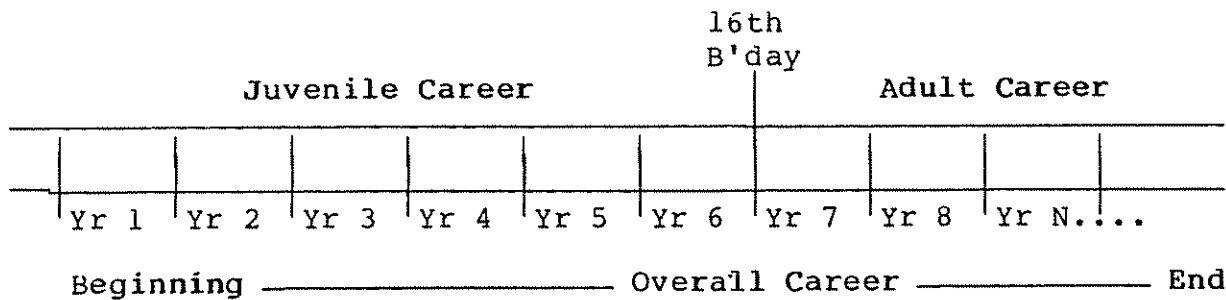 16th
B'day
Juvenile Career Adult Career
Yr 1 Yr 2 Yr 3 Yr 4 Yr 5 Yr 6 Yr 7 Yr 8 Yr N....
Beginning Overall Career End